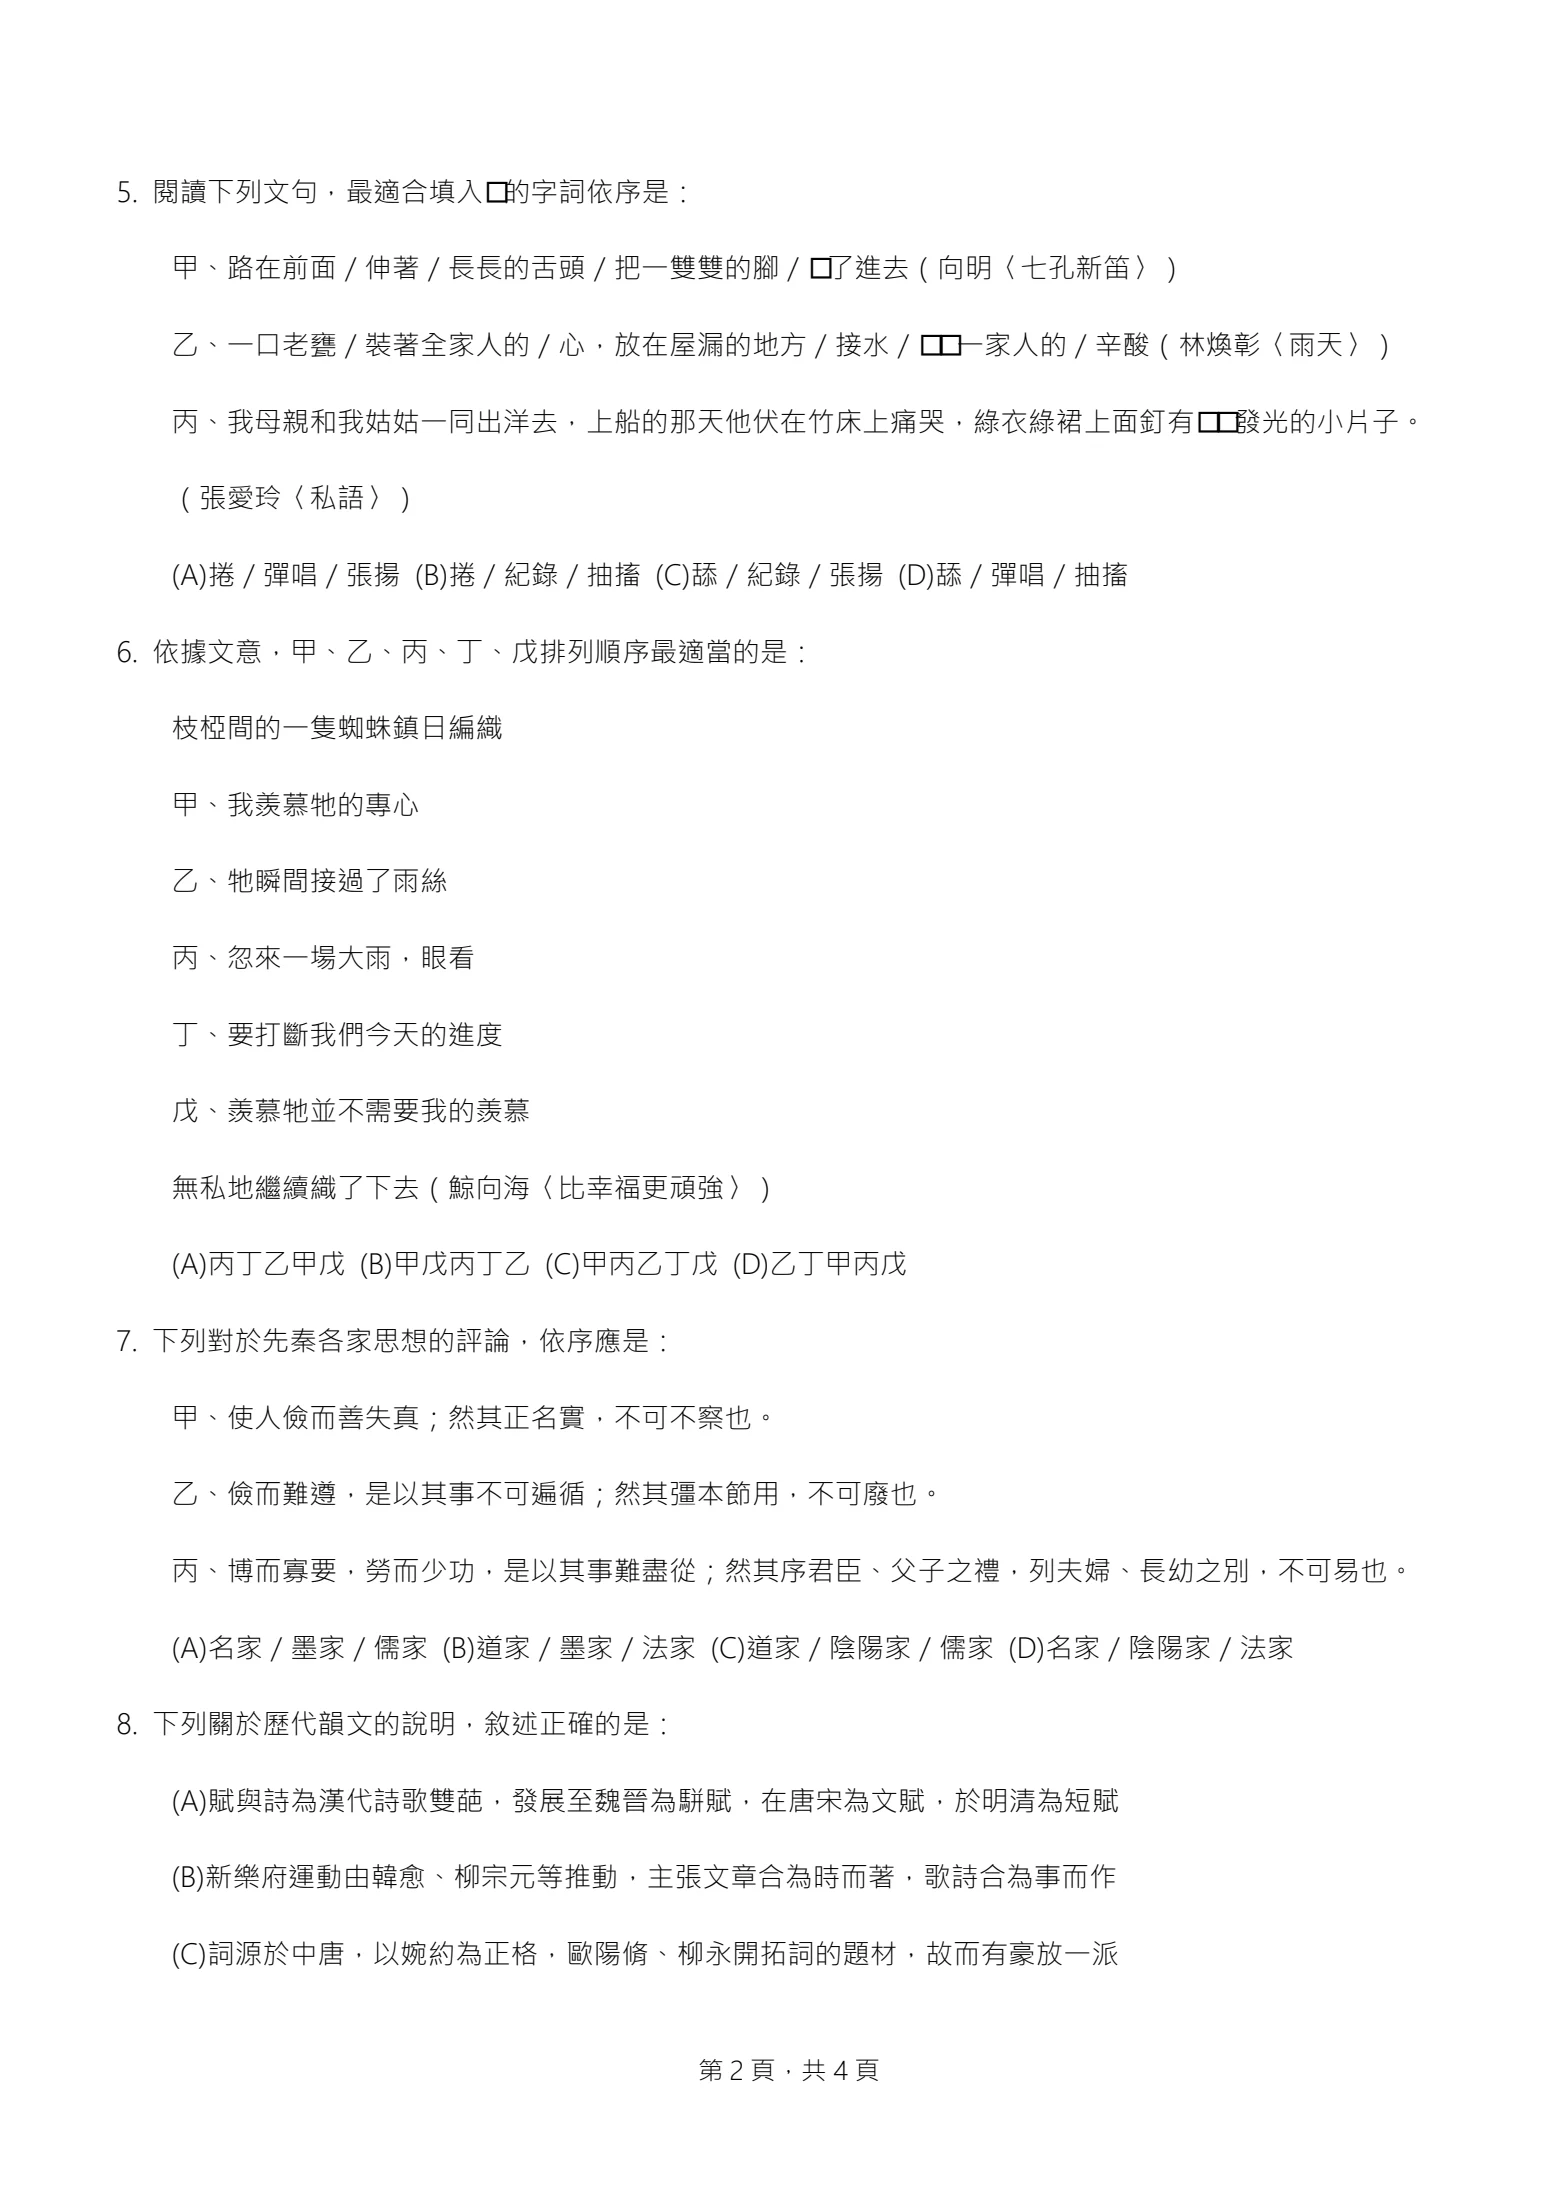 5. 閱讀下列文句，最適合填入□的字詞依序是：
甲、路在前面／伸著／長長的舌頭／把一雙雙的腳／□了進去（向明〈七孔新笛〉）
乙、一口老甕／裝著全家人的／心，放在屋漏的地方／接水／□□一家人的／辛酸（林煥彰〈雨天〉）
丙、我母親和我姑姑一同出洋去，上船的那天他伏在竹床上痛哭，綠衣綠裙上面釘有□□發光的小片子。
（張愛玲〈私語〉）
(A)捲／彈唱／張揚 (B)捲／紀錄／抽搐 (C)舔／紀錄／張揚 (D)舔／彈唱／抽搐
6. 依據文意，甲、乙、丙、丁、戊排列順序最適當的是：
枝椏間的一隻蜘蛛鎮日編織
甲、我羨慕牠的專心
乙、牠瞬間接過了雨絲
丙、忽來一場大雨，眼看
丁、要打斷我們今天的進度
戊、羨慕牠並不需要我的羨慕
無私地繼續織了下去（鯨向海〈比幸福更頑強〉）
(A)丙丁乙甲戊 (B)甲戊丙丁乙 (C)甲丙乙丁戊 (D)乙丁甲丙戊
7. 下列對於先秦各家思想的評論，依序應是：
甲、使人儉而善失真；然其正名實，不可不察也。
乙、儉而難遵，是以其事不可遍循；然其彊本節用，不可廢也。
丙、博而寡要，勞而少功，是以其事難盡從；然其序君臣、父子之禮，列夫婦、長幼之別，不可易也。
(A)名家／墨家／儒家 (B)道家／墨家／法家 (C)道家／陰陽家／儒家 (D)名家／陰陽家／法家
8. 下列關於歷代韻文的說明，敘述正確的是：
(A)賦與詩為漢代詩歌雙葩，發展至魏晉為駢賦，在唐宋為文賦，於明清為短賦
(B)新樂府運動由韓愈、柳宗元等推動，主張文章合為時而著，歌詩合為事而作
(C)詞源於中唐，以婉約為正格，歐陽脩、柳永開拓詞的題材，故而有豪放一派
第 2 頁，共 4 頁